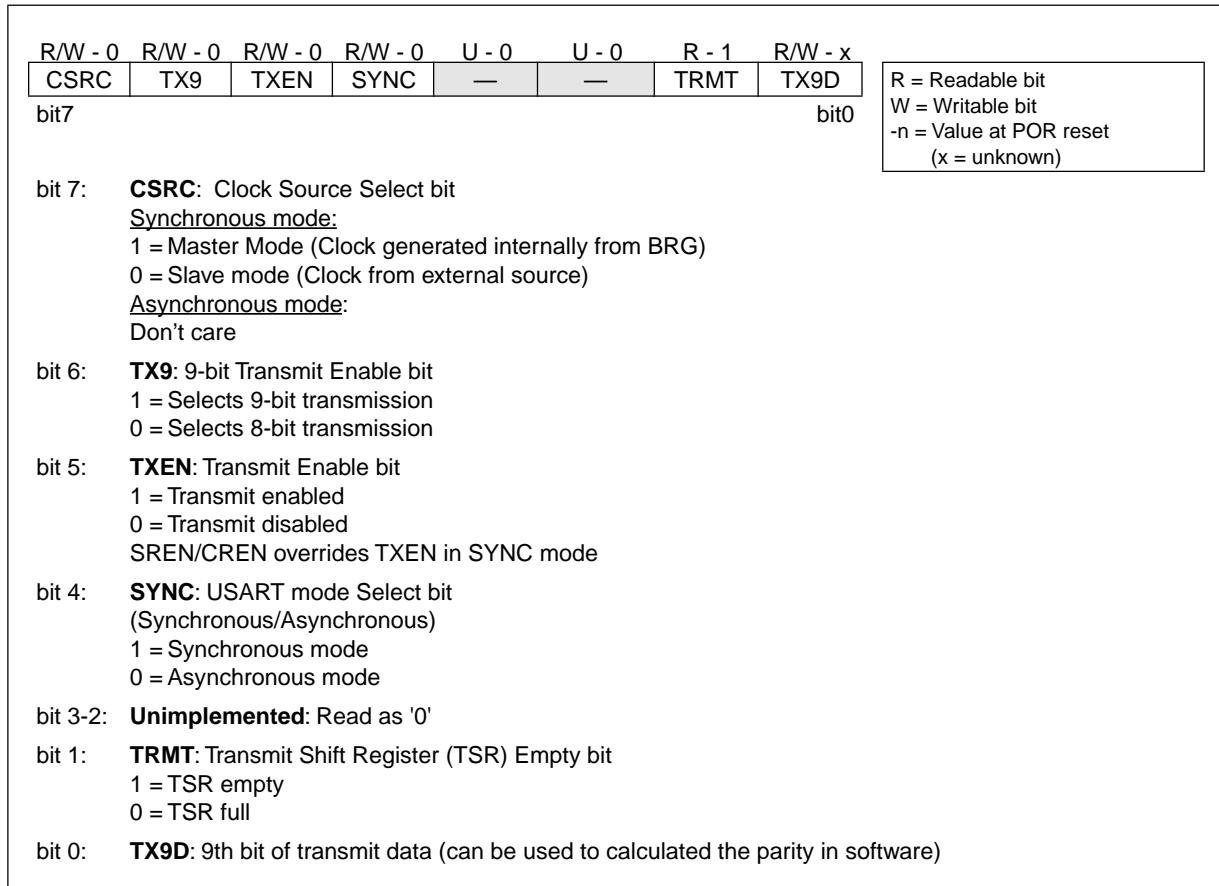 R/W - 0 R/W - 0 R/W - 0 R/W - 0 U - 0 U - 0 R - 1 R/W - x
CSRC TX9 TXEN SYNC — — TRMT TX9D
bit7 bit0
R = Readable bit
W = Writable bit
-n = Value at POR reset
(x = unknown)
bit 7: CSRC: Clock Source Select bit
Synchronous mode:
1 = Master Mode (Clock generated internally from BRG)
0 = Slave mode (Clock from external source)
Asynchronous mode:
Don't care
bit 6: TX9: 9-bit Transmit Enable bit
1 = Selects 9-bit transmission
0 = Selects 8-bit transmission
bit 5: TXEN: Transmit Enable bit
1 = Transmit enabled
0 = Transmit disabled
SREN/CREN overrides TXEN in SYNC mode
bit 4: SYNC: USART mode Select bit
(Synchronous/Asynchronous)
1 = Synchronous mode
0 = Asynchronous mode
bit 3-2: Unimplemented: Read as '0'
bit 1: TRMT: Transmit Shift Register (TSR) Empty bit
1 = TSR empty
0 = TSR full
bit 0: TX9D: 9th bit of transmit data (can be used to calculated the parity in software)